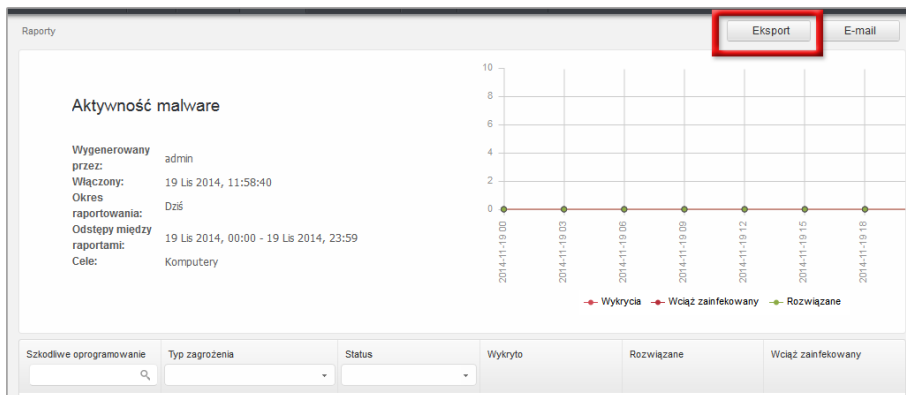 Raporty
Eksport
E-mail
Aktywność malware
Wygenerowany
przez:
admin
Włączony:
19 Lis 2014, 11:58:40
Okres
raportowania:
Dziś
Odstępy między
raportami:
19 Lis 2014, 00:00 - 19 Lis 2014, 23:59
Cele:
Komputery
10
8
6
4
2
0
2014-11-19 00
2014-11-19 03
2014-11-19 06
2014-11-19 09
2014-11-19 12
2014-11-19 15
2014-11-19 18
Wykrycia
Wciąż zainfekowany
Rozwiązane
Szkodliwe oprogramowanie
Typ zagrożenia
Status
Wykryto
Rozwiązane
Wciąż zainfekowany